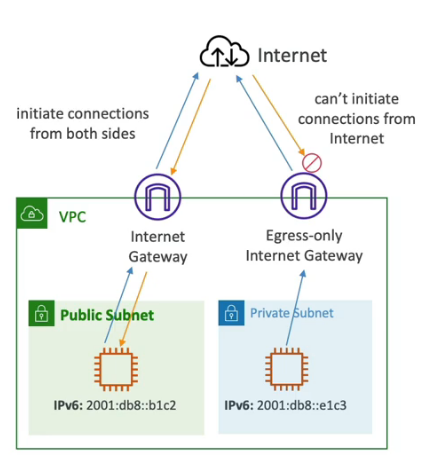 Internet
initiate connections
from both sides
can't initiate
connections from
Internet
VPC
Internet
Gateway
Egress-only
Internet Gateway
Public Subnet
Private Subnet
IPv6: 2001:db8::b1c2
IPv6: 2001:db8::e1c3